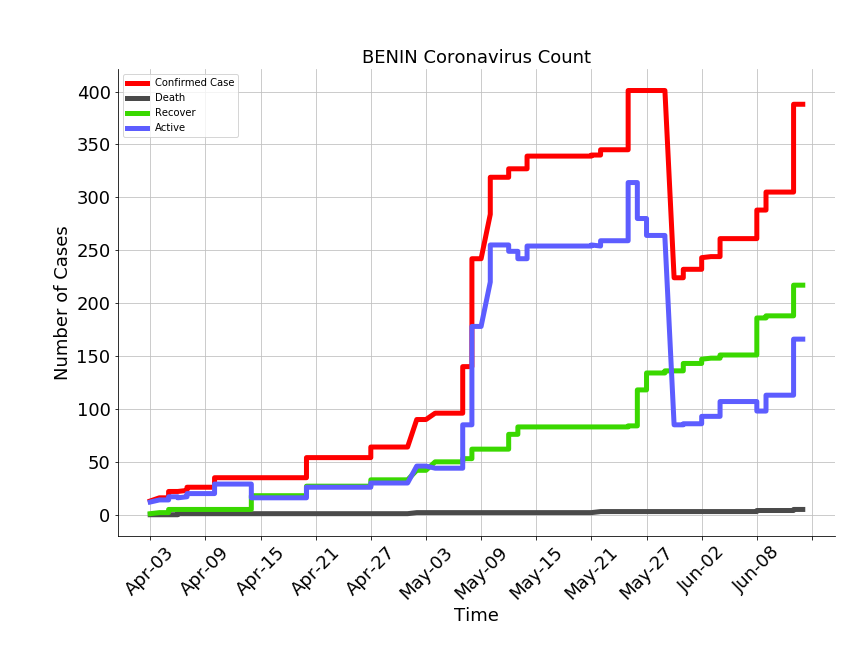 BENIN Coronavirus Count
Confirmed Case
Death
Recover
Active
400
350
300
250
200
150
100
50
0
Number of Cases
Apr-03
Apr-09
Apr-15
Apr-21
Apr-27
May-03
May-09
May-15
May-21
May-27
Jun-02
Jun-08
Time